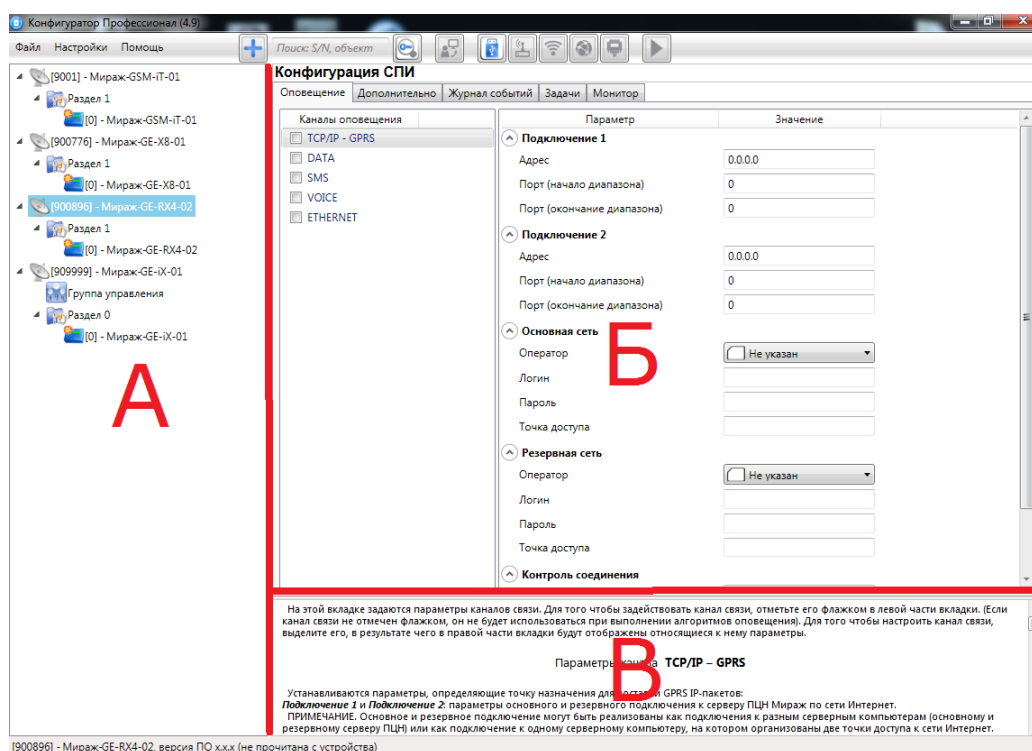 Конфигуратор Профессионал (4.9)
Файл Настройки Помощь
Поиск: S/N, объект
[9001] - Мираж-GSM-iT-01
Раздел 1
[0] - Мираж-GSM-iT-01
[900776] - Мираж-GE-X8-01
Раздел 1
[0] - Мираж-GE-X8-01
[900896] - Мираж-GE-RX4-02
Раздел 1
[0] - Мираж-GE-RX4-02
[909999] - Мираж-GE-iX-01
Группа управления
Раздел 0
[0] - Мираж-GE-iX-01
А
Конфигурация СПИ
Оповещение Дополнительно Журнал событий Задачи Монитор
Каналы оповещения
TCP/IP - GPRS
DATA
SMS
VOICE
ETHERNET
Параметр Значение
Подключение 1
Адрес 0.0.0.0
Порт (начало диапазона) 0
Порт (окончание диапазона) 0
Подключение 2
Адрес 0.0.0.0
Порт (начало диапазона) 0
Порт (окончание диапазона) 0
Основная сеть
Б
Оператор Не указан
Логин
Пароль
Точка доступа
Резервная сеть
Оператор Не указан
Логин
Пароль
Точка доступа
Контроль соединения
На этой вкладке задаются параметры каналов связи. Для того чтобы задействовать канал связи, отметьте его флажком в левой части вкладки. (Если
канал связи не отмечен флажком, он не будет использоваться при выполнении алгоритмов оповещения). Для того чтобы настроить канал связи,
выделите его, в результате чего в правой части вкладки будут отображены относящиеся к нему параметры.
Параметры канала TCP/IP – GPRS
В
Устанавливаются параметры, определяющие точку назначения для доставки GPRS IP-пакетов:
Подключение 1 и Подключение 2: параметры основного и резервного подключения к серверу ПЦН Мираж по сети Интернет.
ПРИМЕЧАНИЕ. Основное и резервное подключение могут быть реализованы как подключения к разным серверным компьютерам (основному и
резервному серверу ПЦН) или как подключение к одному серверному компьютеру, на котором организованы две точки доступа к сети Интернет.
[900896] - Мираж-GE-RX4-02, версия ПО x.x.x (не прочитана с устройства)